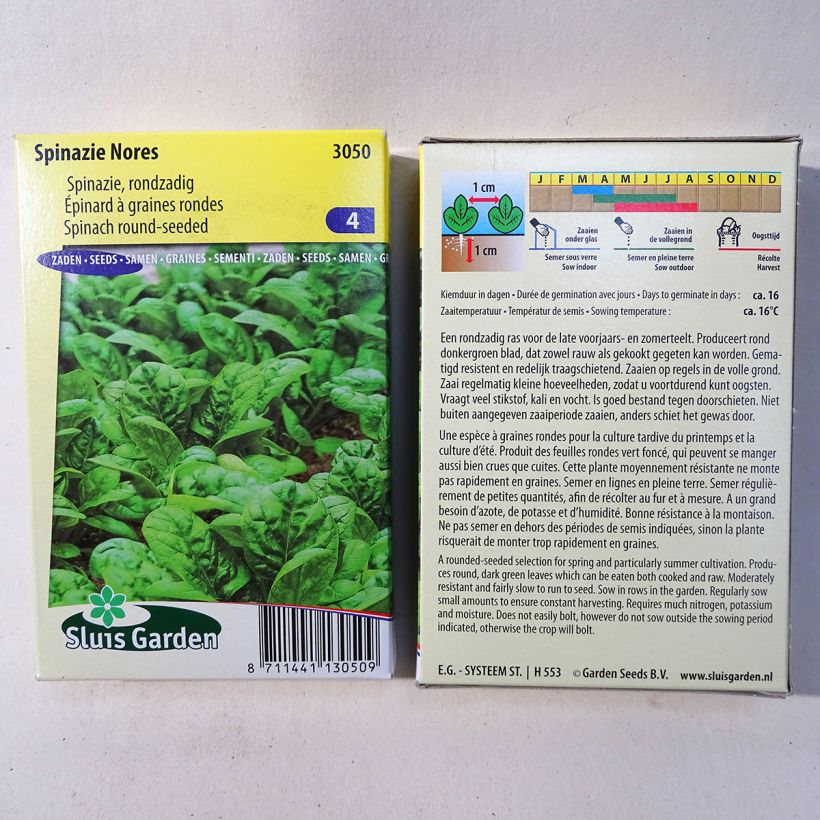 Spinazie Nores 3050
Spinazie, rondzadig
Épinard à graines rondes
Spinach round-seeded
4
ZADEN • SEEDS • SAMEN • GRAINES • SEMENTI • ZADEN • SEEDS • SAMEN • GR
Sluis Garden
8 711441 130509
1 cm
1 cm
J F M A M J J A S O N D
Zaaien
onder glas
Semer sous verre
Sow indoor
Zaaien in
de vollegrond
Semer en pleine terre
Sow outdoor
Oogsttijd
Récolte
Harvest
Kiemduur in dagen • Durée de germination avec jours • Days to germinate in days : ca. 16
Zaaitemperatuur • Températur de semis • Sowing temperature : ca. 16°C
Een rondzadig ras voor de late voorjaars- en zomerteelt. Produceert rond
donkergroen blad, dat zowel rauw als gekookt gegeten kan worden. Gema-
tigd resistent en redelijk traagschietend. Zaaien op regels in de volle grond.
Zaai regelmatig kleine hoeveelheden, zodat u voortdurend kunt oogsten.
Vraagt veel stikstof, kali en vocht. Is goed bestand tegen doorschieten. Niet
buiten aangegeven zaaiperiode zaaien, anders schiet het gewas door.
Une espèce à graines rondes pour la culture tardive du printemps et la
culture d'été. Produit des feuilles rondes vert foncé, qui peuvent se manger
aussi bien crues que cuites. Cette plante moyennement résistante ne monte
pas rapidement en graines. Semer en lignes en pleine terre. Semer réguliè-
rement de petites quantités, afin de récolter au fur et à mesure. A un grand
besoin d'azote, de potasse et d'humidité. Bonne résistance à la montaison.
Ne pas semer en dehors des périodes de semis indiquées, sinon la plante
risquerait de monter trop rapidement en graines.
A rounded-seeded selection for spring and particularly summer cultivation. Produ-
ces round, dark green leaves which can be eaten both cooked and raw. Moderately
resistant and fairly slow to run to seed. Sow in rows in the garden. Regularly sow
small amounts to ensure constant harvesting. Requires much nitrogen, potassium
and moisture. Does not easily bolt, however do not sow outside the sowing period
indicated, otherwise the crop will bolt.
E.G. - SYSTEEM ST. | H 553 © Garden Seeds B.V. www.sluisgarden.nl